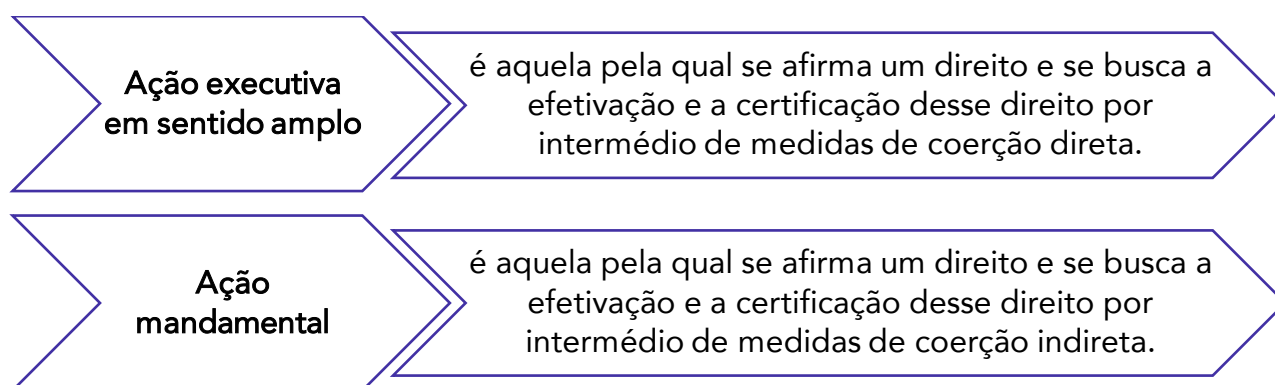 Ação executiva
em sentido amplo
é aquela pela qual se afirma um direito e se busca a
efetivação e a certificação desse direito por
intermédio de medidas de coerção direta.
Ação
mandamental
é aquela pela qual se afirma um direito e se busca a
efetivação e a certificação desse direito por
intermédio de medidas de coerção indireta.